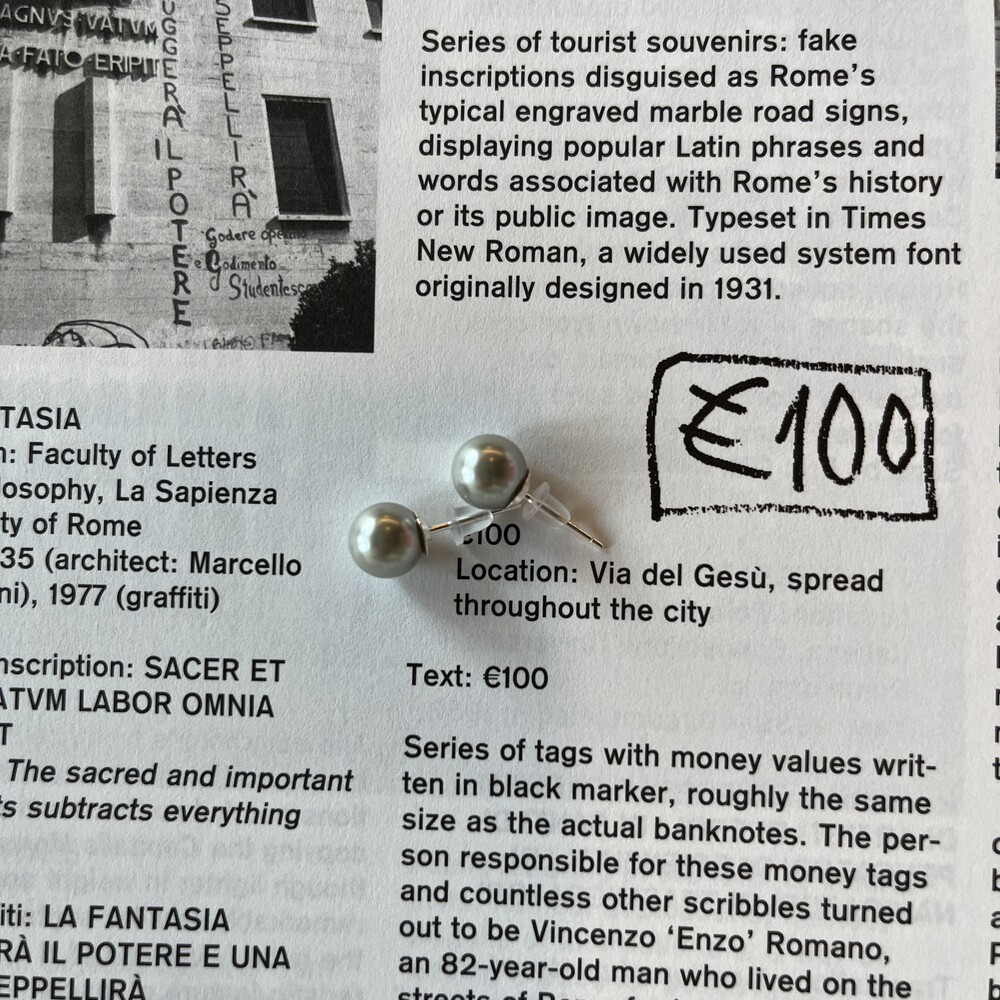 AGNVS·VATVM
A·FATO·ERIPIT
UGGERÀ IL POTERE
SEPPELLIRÀ
Godere
e Godimento
Studentesco
TASIA
n: Faculty of Letters
losophy, La Sapienza
ty of Rome
35 (architect: Marcello
ni), 1977 (graffiti)
nscription: SACER ET
ATVM LABOR OMNIA
T
The sacred and important
ts subtracts everything
iti: LA FANTASIA
RÀ IL POTERE E UNA
EPPELLIRÀ
Series of tourist souvenirs: fake
inscriptions disguised as Rome’s
typical engraved marble road signs,
displaying popular Latin phrases and
words associated with Rome’s history
or its public image. Typeset in Times
New Roman, a widely used system font
originally designed in 1931.
€100
€100
Location: Via del Gesù, spread
throughout the city
Text: €100
Series of tags with money values writ-
ten in black marker, roughly the same
size as the actual banknotes. The per-
son responsible for these money tags
and countless other scribbles turned
out to be Vincenzo ‘Enzo’ Romano,
an 82-year-old man who lived on the